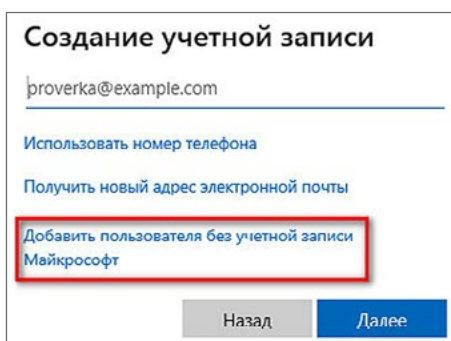 Создание учетной записи
proverka@example.com
Использовать номер телефона
Получить новый адрес электронной почты
Добавить пользователя без учетной записи
Майкрософт
Назад Далее